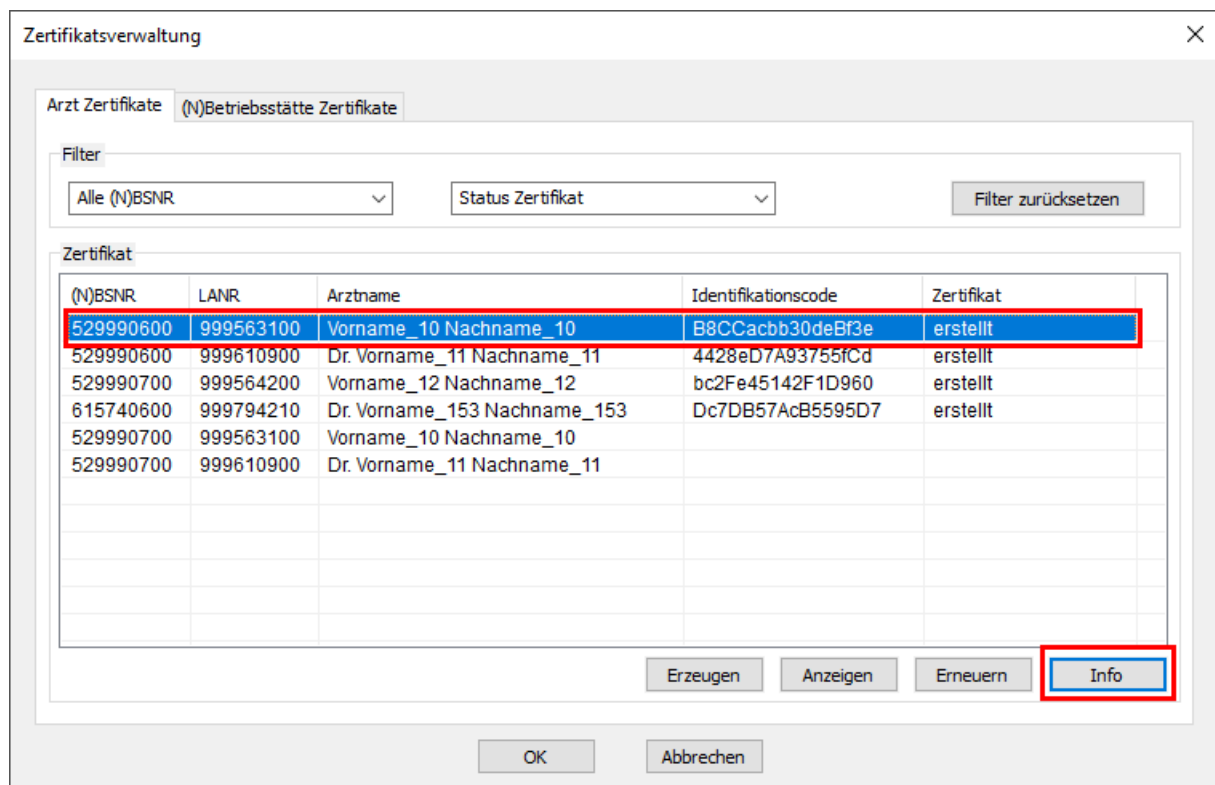 Zertifikatsverwaltung
Arzt Zertifikate (N)Betriebsstätte Zertifikate
Filter
Alle (N)BSNR Status Zertifikat Filter zurücksetzen
Zertifikat
(N)BSNR LANR Arztname Identifikationscode Zertifikat
529990600 999563100 Vorname_10 Nachname_10 B8CCacbb30deBf3e erstellt
529990600 999610900 Dr. Vorname_11 Nachname_11 4428eD7A93755fCd erstellt
529990700 999564200 Vorname_12 Nachname_12 bc2Fe45142F1D960 erstellt
615740600 999794210 Dr. Vorname_153 Nachname_153 Dc7DB57AcB5595D7 erstellt
529990700 999563100 Vorname_10 Nachname_10
529990700 999610900 Dr. Vorname_11 Nachname_11
Erzeugen Anzeigen Erneuern Info
OK Abbrechen